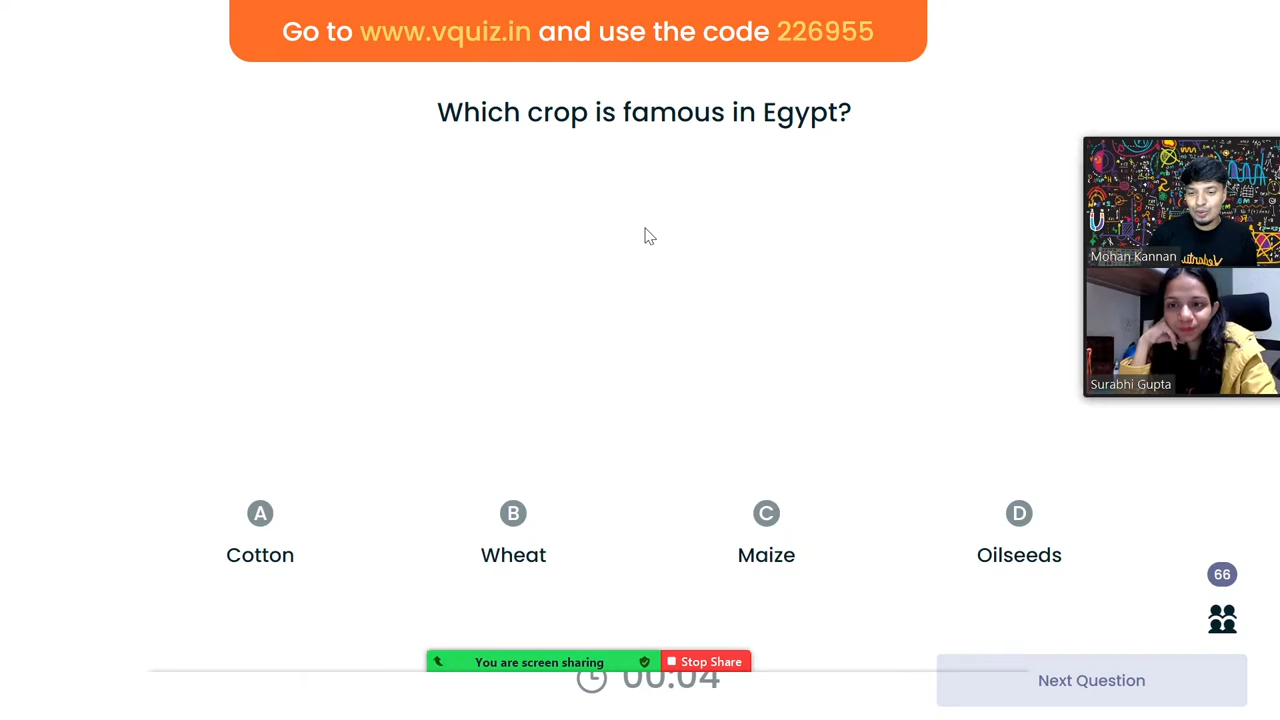 Go to www.vquiz.in and use the code 226955
Which crop is famous in Egypt?
Mohan Kannan
Surabhi Gupta
A
Cotton
B
Wheat
C
Maize
D
Oilseeds
66
You are screen sharing
Stop Share
00:04
Next Question